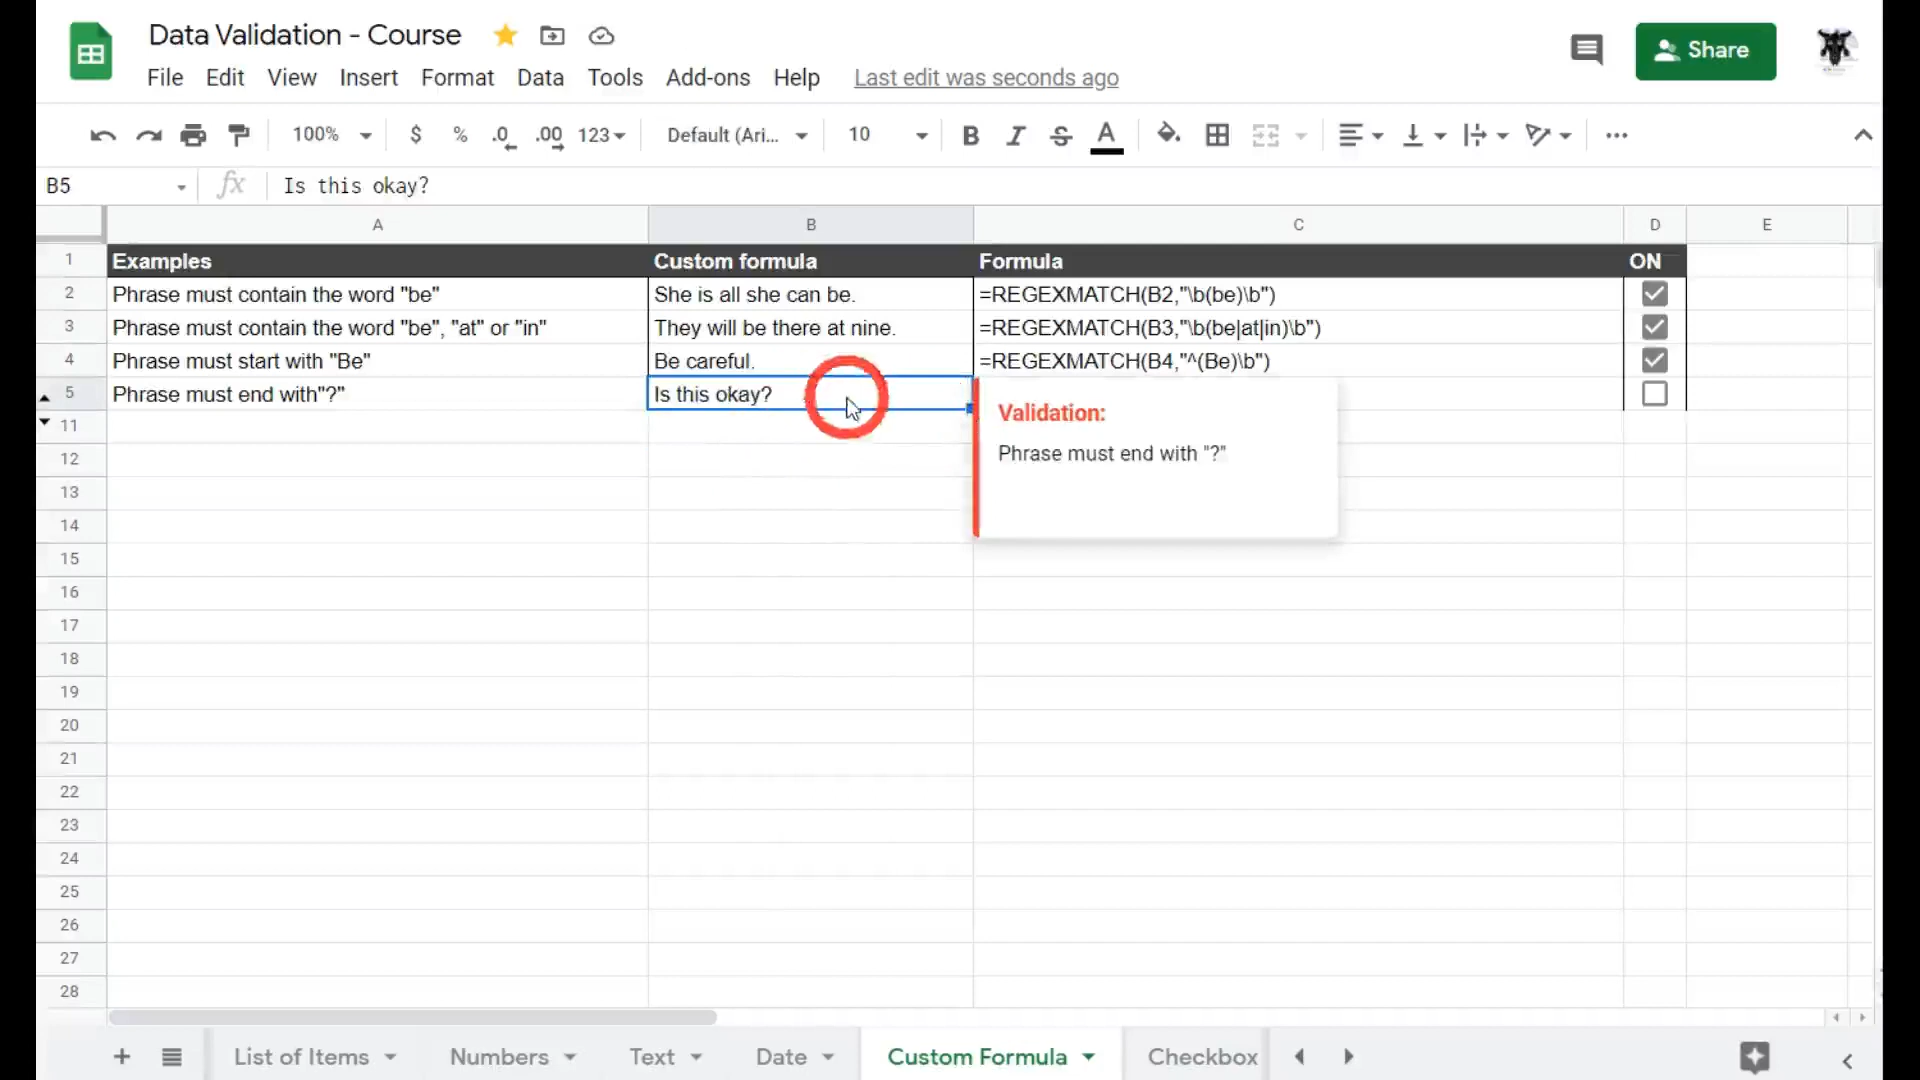 Data Validation - Course
File Edit View Insert Format Data Tools Add-ons Help Last edit was seconds ago
Share
100% $ % .0 .00 123 Default (Ari... 10 B I S A
B5 fx Is this okay?
A B C D E
1 Examples Custom formula Formula ON
2 Phrase must contain the word "be" She is all she can be. =REGEXMATCH(B2,"\b(be)\b")
3 Phrase must contain the word "be", "at" or "in" They will be there at nine. =REGEXMATCH(B3,"\b(be|at|in)\b")
4 Phrase must start with "Be" Be careful. =REGEXMATCH(B4,"^(Be)\b")
5 Phrase must end with"?" Is this okay?
Validation:
Phrase must end with "?"
11
12
13
14
15
16
17
18
19
20
21
22
23
24
25
26
27
28
List of Items Numbers Text Date Custom Formula Checkbox